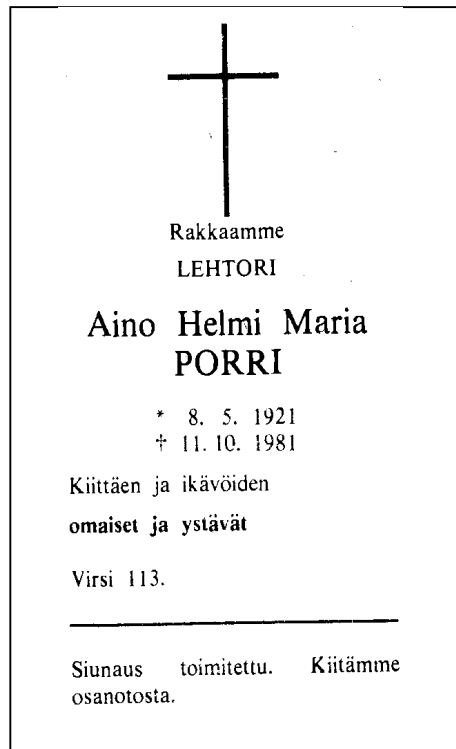 Rakkaamme
LEHTORI
Aino Helmi Maria
PORRI
* 8. 5. 1921
† 11. 10. 1981
Kiittäen ja ikävöiden
omaiset ja ystävät
Virsi 113.
Siunaus toimitettu. Kiitämme
osanotosta.